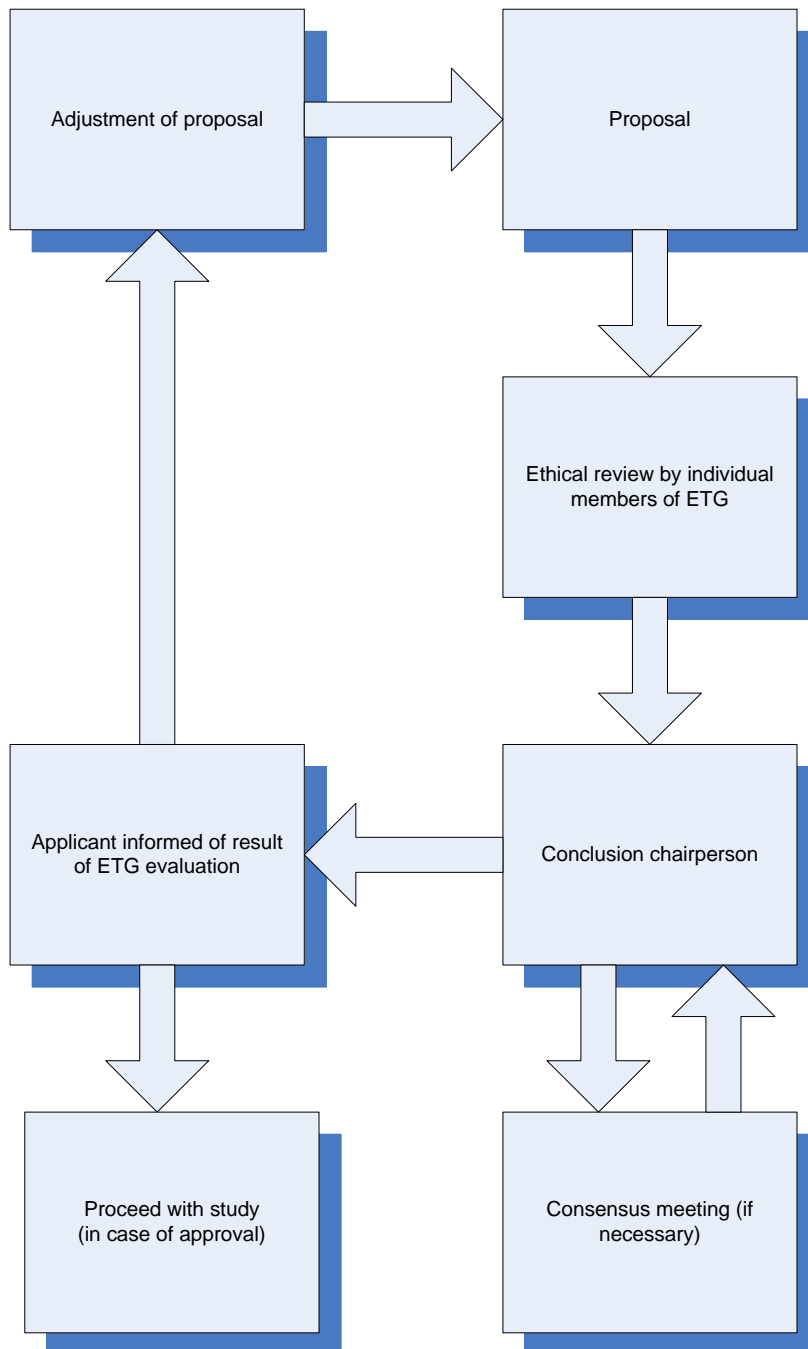 Adjustment of proposal
Proposal
Ethical review by individual
members of ETG
Applicant informed of result
of ETG evaluation
Conclusion chairperson
Proceed with study
(in case of approval)
Consensus meeting (if
necessary)